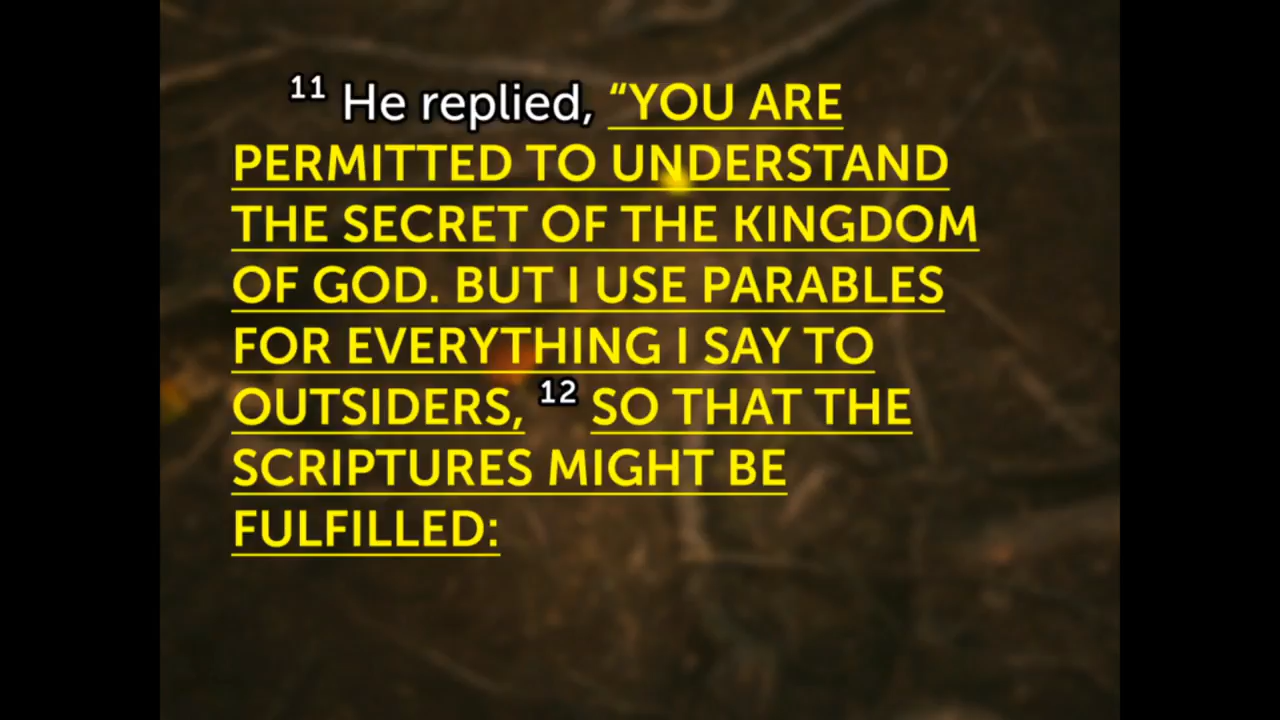 11 He replied, “YOU ARE
PERMITTED TO UNDERSTAND
THE SECRET OF THE KINGDOM
OF GOD. BUT I USE PARABLES
FOR EVERYTHING I SAY TO
OUTSIDERS, 12 SO THAT THE
SCRIPTURES MIGHT BE
FULFILLED: